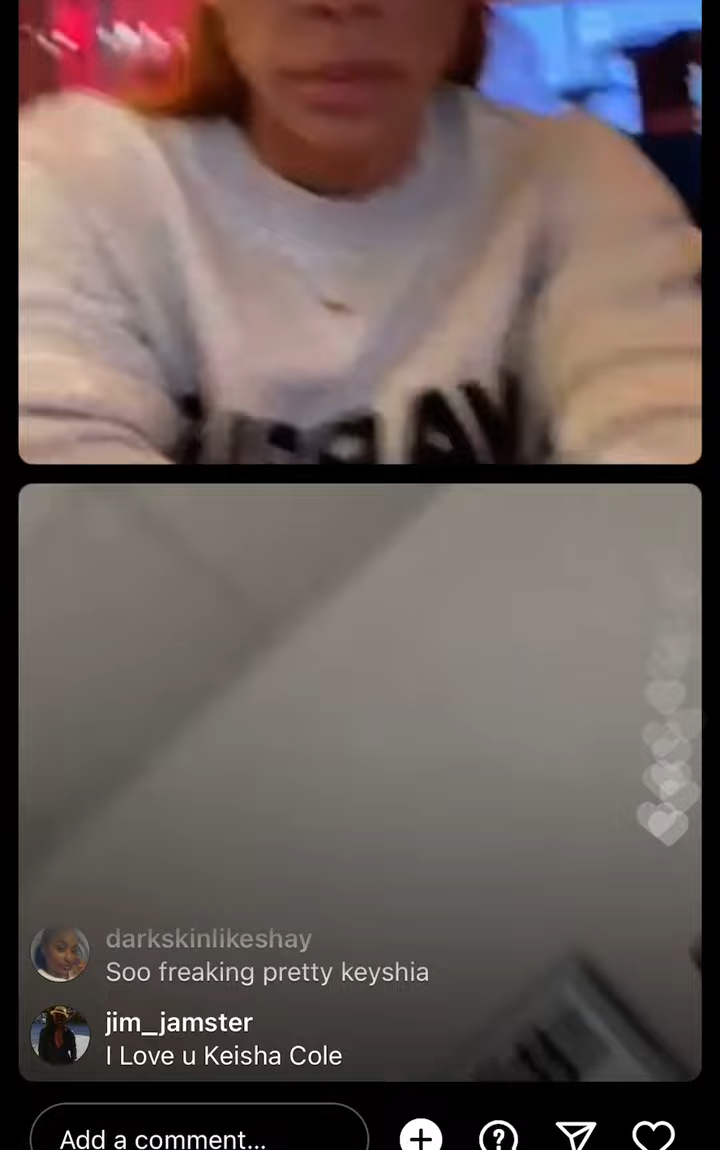 darkskinlikeshay
Soo freaking pretty keyshia
jim_jamster
I Love u Keisha Cole
Add a comment...